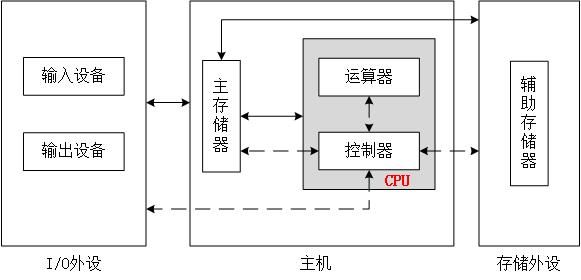 输入设备
输出设备
I/O外设
主存储器
运算器
控制器
CPU
主机
辅助存储器
存储外设